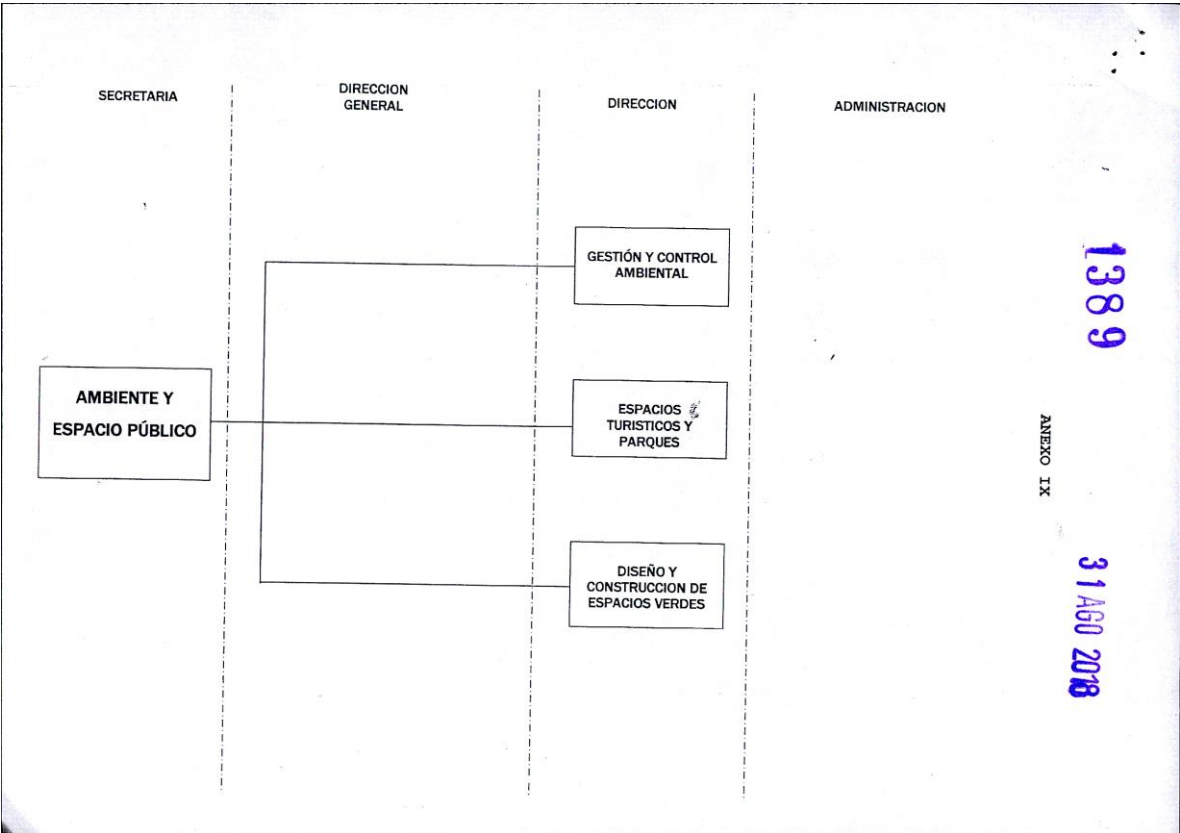 SECRETARIA
DIRECCION
GENERAL
DIRECCION
ADMINISTRACION
GESTIÓN Y CONTROL
AMBIENTAL
AMBIENTE Y
ESPACIO PÚBLICO
ESPACIOS
TURISTICOS Y
PARQUES
DISEÑO Y
CONSTRUCCION DE
ESPACIOS VERDES
1389
ANEXO IX
31 AGO 2018